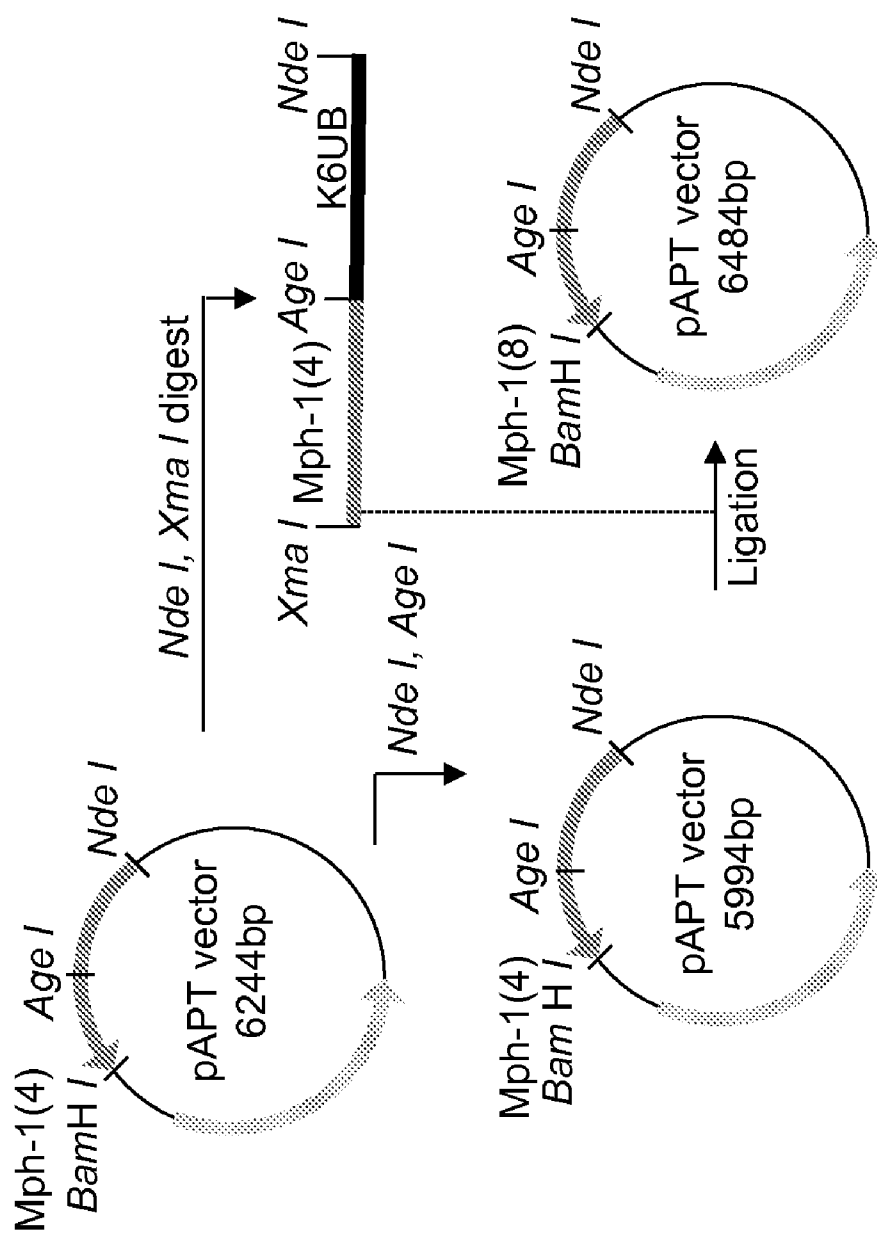 Mph-1(4)
BamH I
Age I
Nde I
pAPT vector
6244bp
Nde I, Xma I digest
Xma I
Mph-1(4)
Age I
K6UB
Nde I
Nde I, Age I
Mph-1(4)
Bam H I
Age I
Nde I
pAPT vector
5994bp
Ligation
Mph-1(8)
BamH I
Age I
Nde I
pAPT vector
6484bp